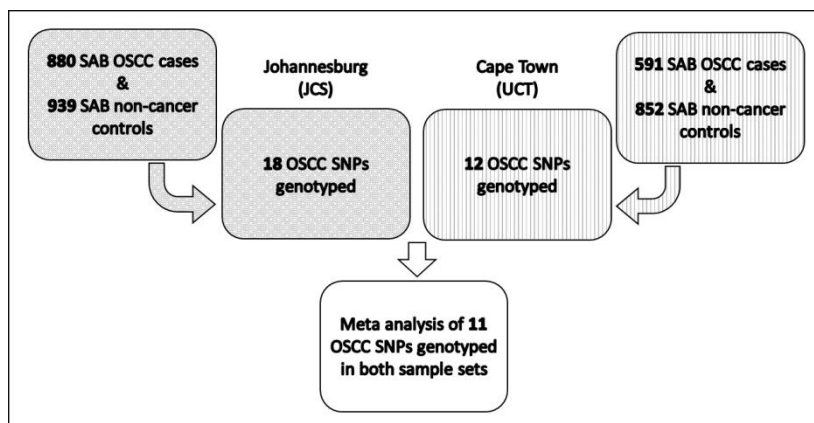 880 SAB OSCC cases
&
939 SAB non-cancer
controls
Johannesburg
(JCS)
Cape Town
(UCT)
591 SAB OSCC cases
&
852 SAB non-cancer
controls
18 OSCC SNPs
genotyped
12 OSCC SNPs
genotyped
Meta analysis of 11
OSCC SNPs genotyped
in both sample sets